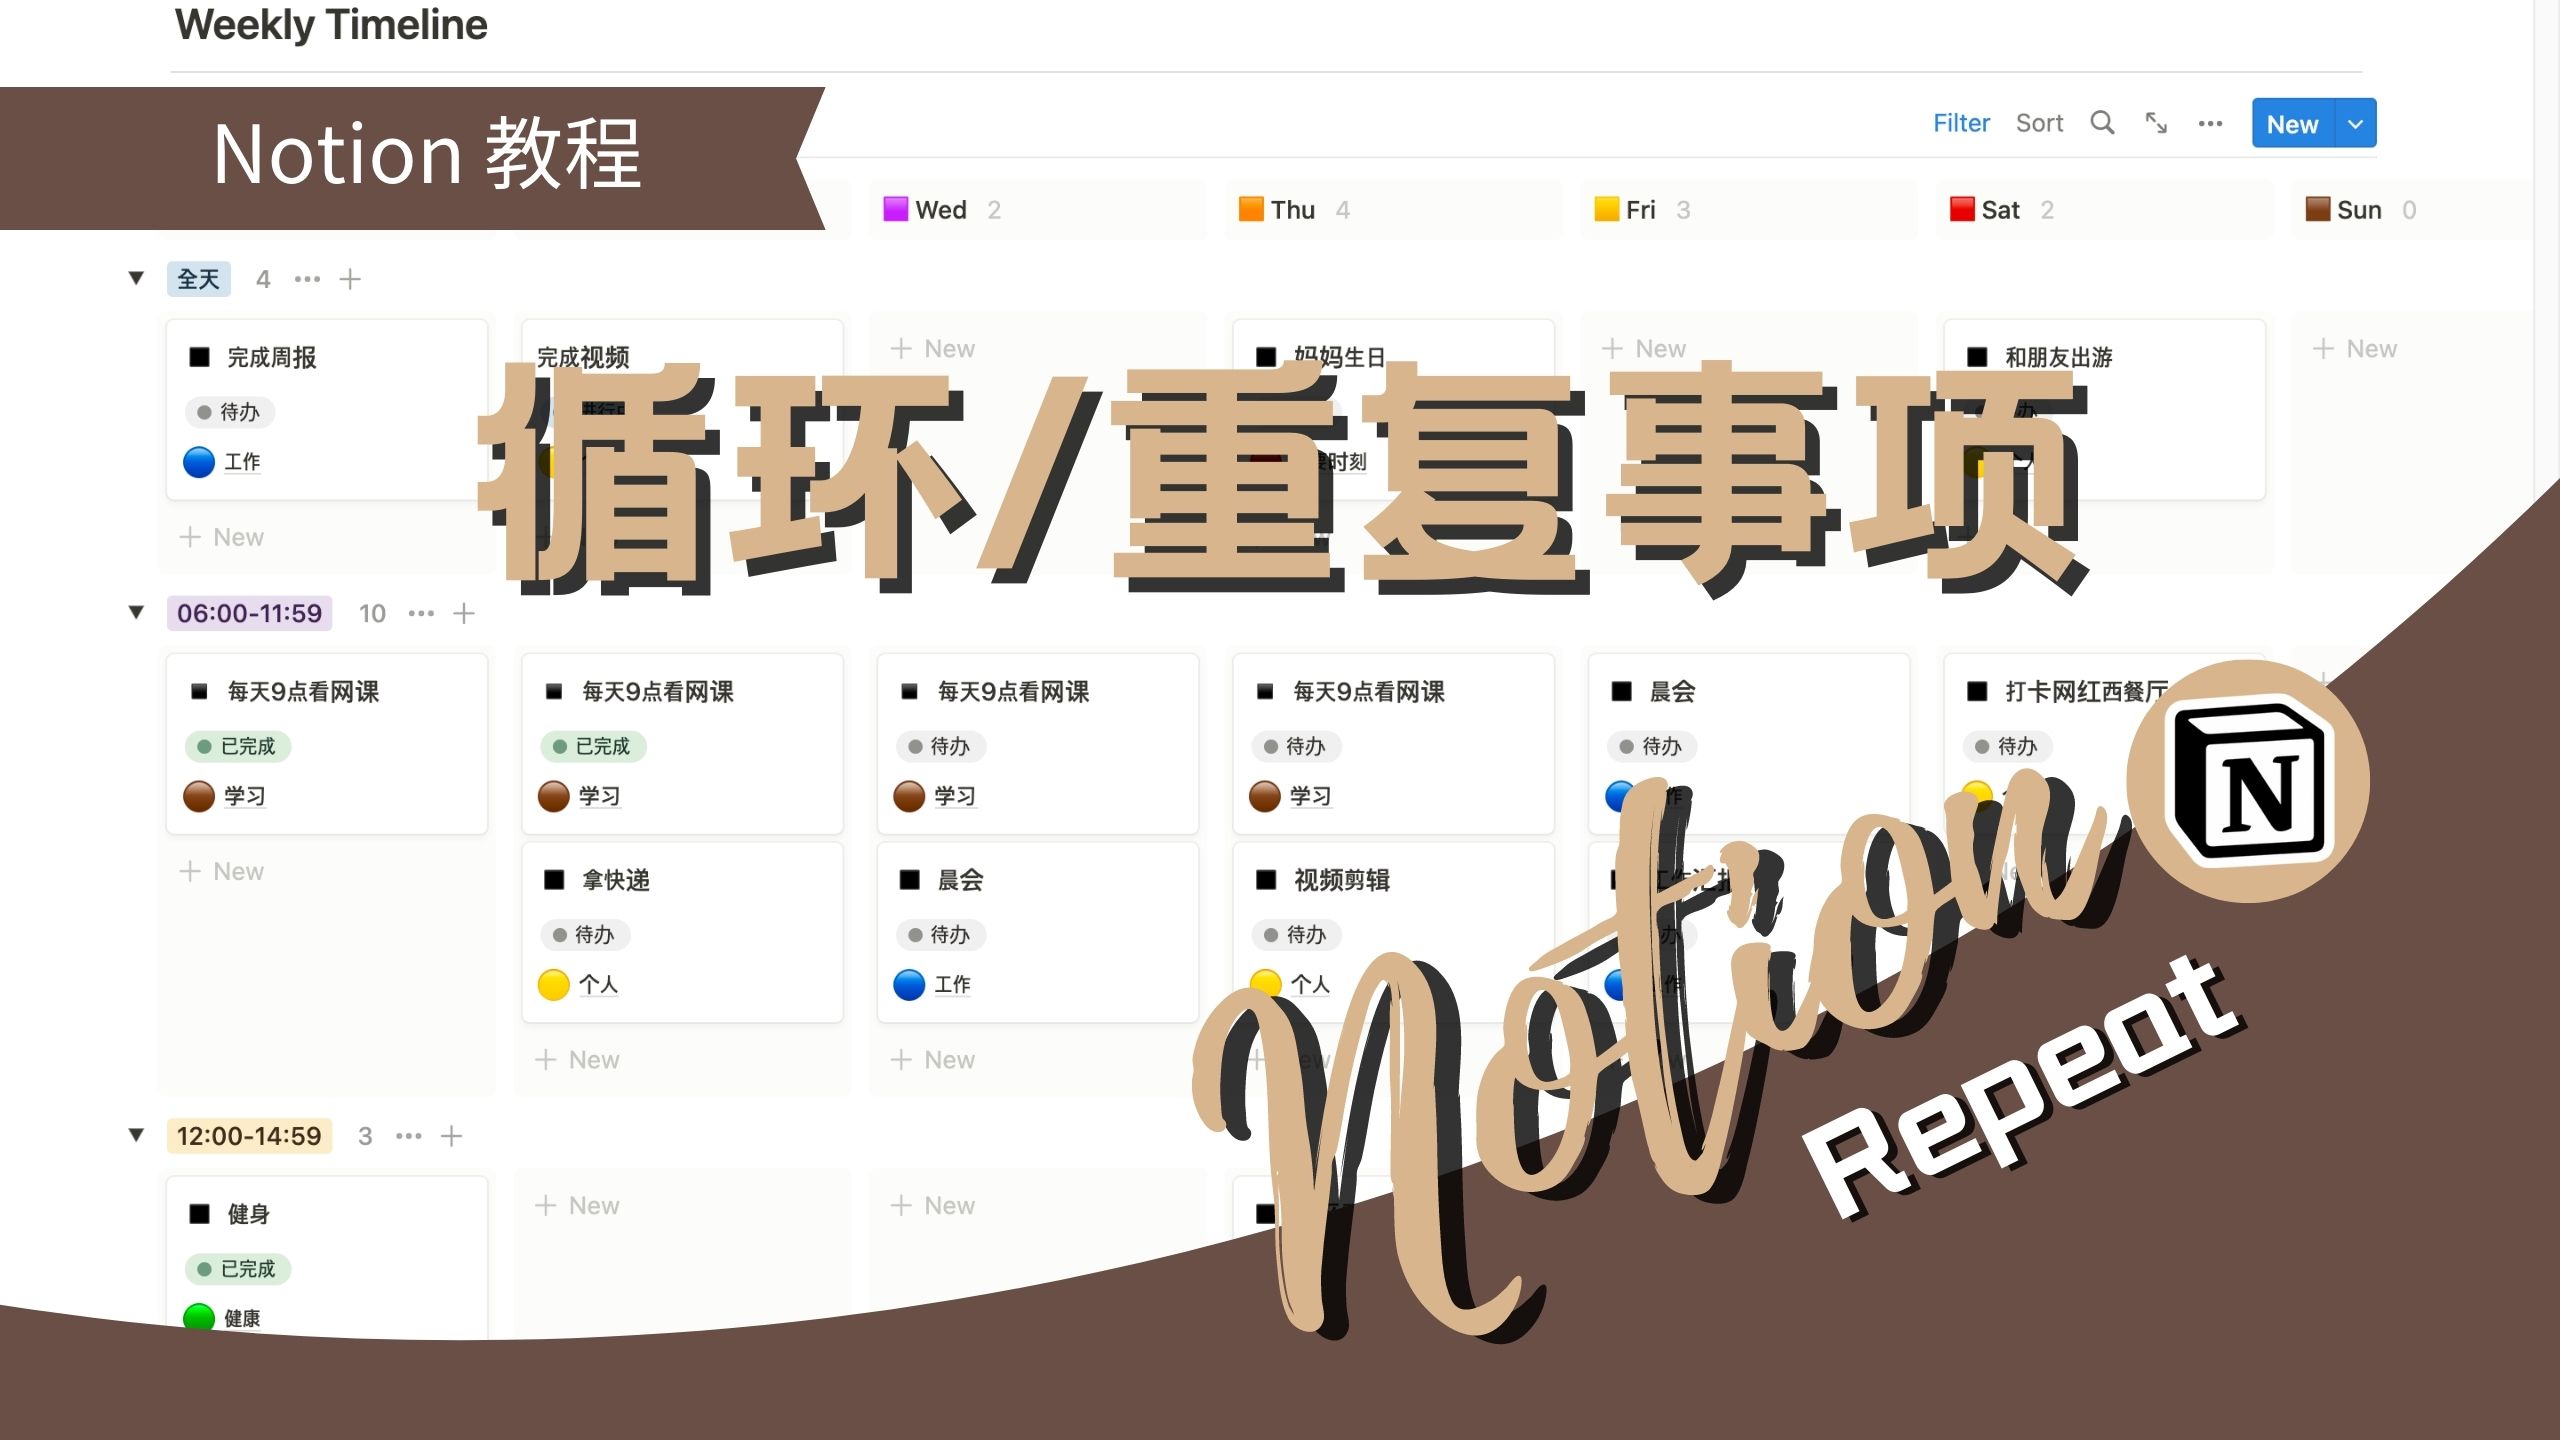 Weekly Timeline
Notion 教程
Filter Sort New
Wed 2 Thu 4 Fri 3 Sat 2 Sun 0
全天 4
完成周报 完成视频 New 妈妈生日 New 和朋友出游 New
待办
工作 时刻
New
循环/重复事项
06:00-11:59 10
每天9点看网课 每天9点看网课 每天9点看网课 每天9点看网课 晨会 打卡网红西餐厅
已完成 已完成 待办 待办 待办 待办
学习 学习 学习 学习
New 拿快递 晨会 视频剪辑
待办 待办 待办
个人 工作 个人
New New
Notion
N
Repeat
12:00-14:59 3
健身 New New
已完成
健康